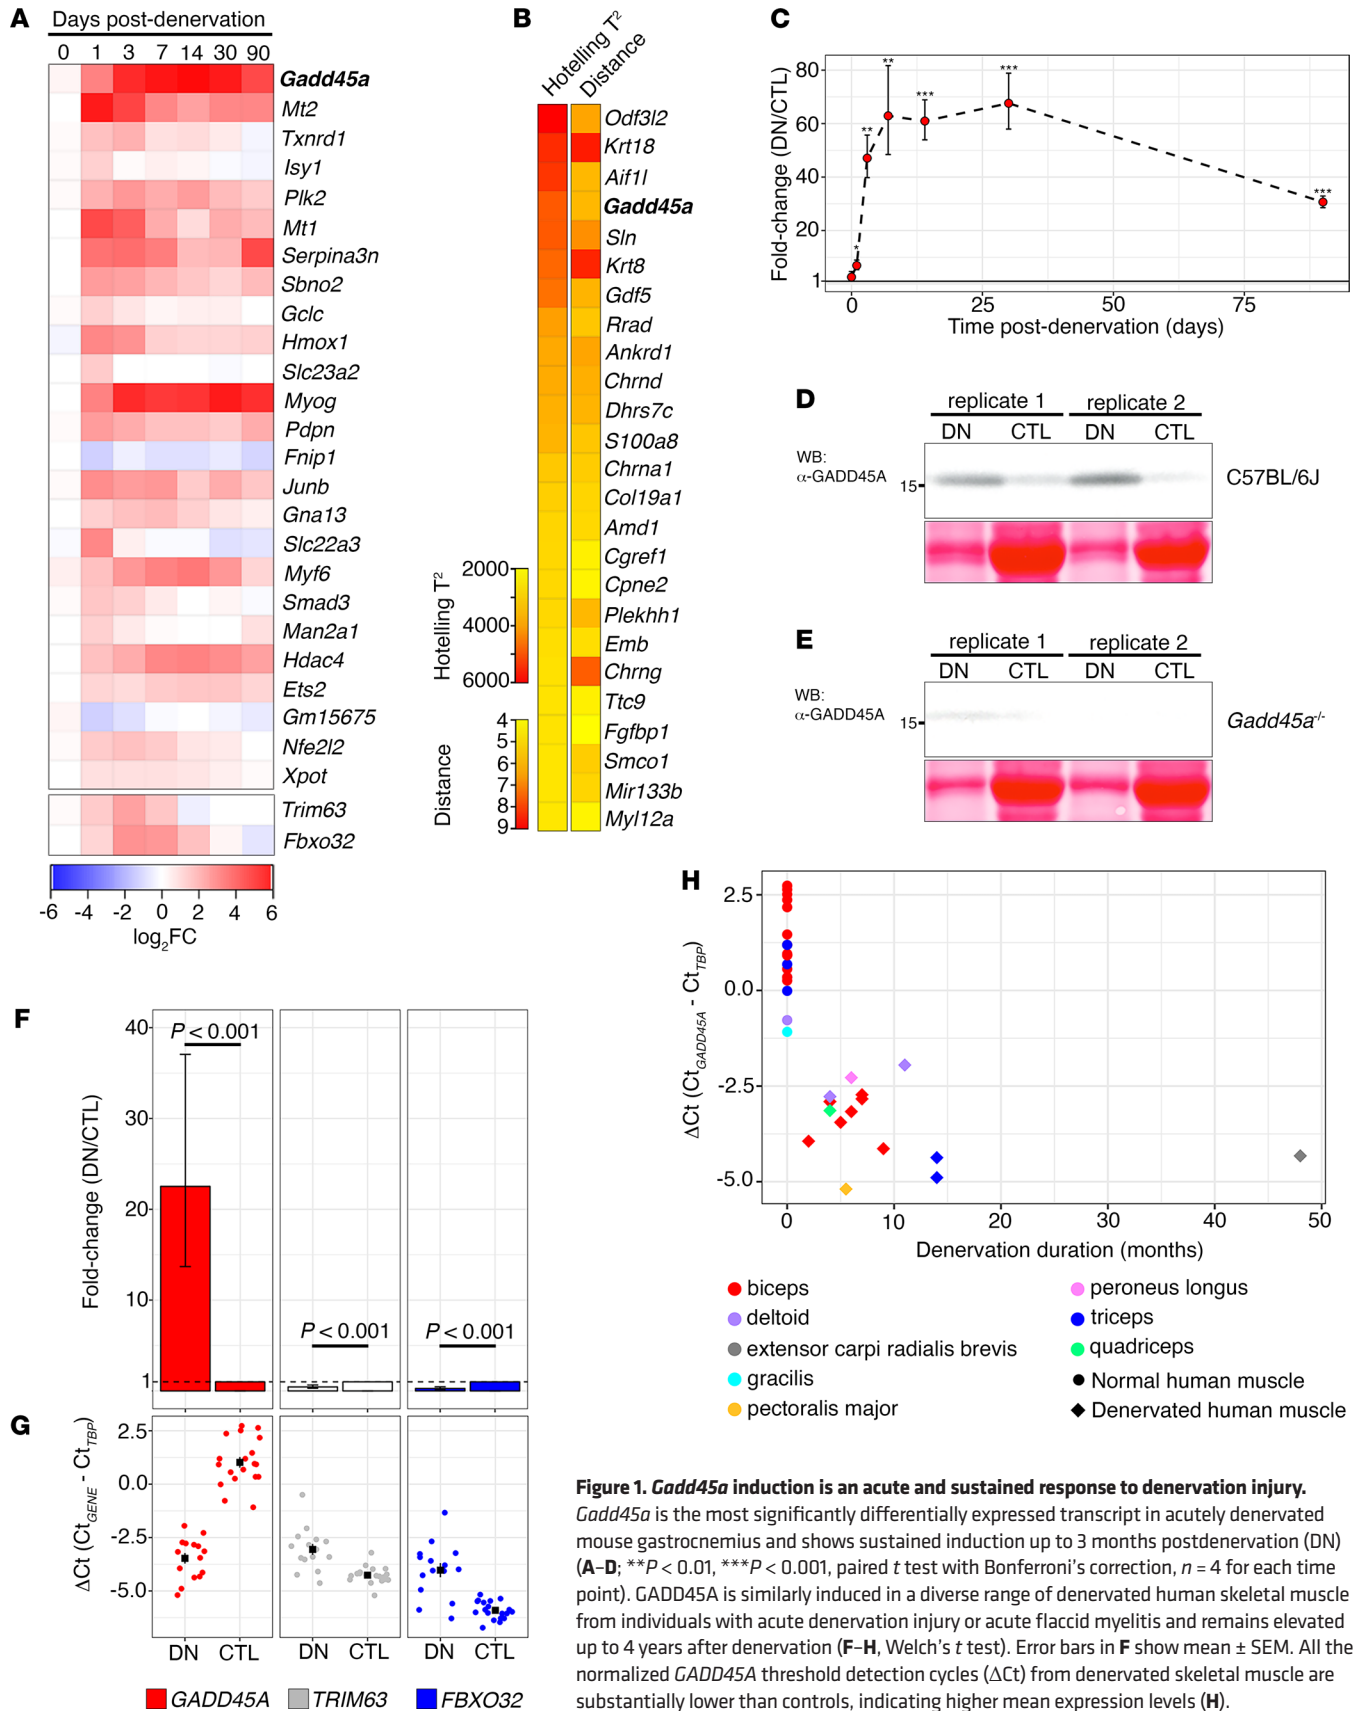 A
Days post-denervation
0 1 3 7 14 30 90
Gadd45a
Mt2
Txnrd1
Isy1
Plk2
Mt1
Serpina3n
Sbno2
Gclc
Hmox1
Slc23a2
Myog
Pdpn
Fnip1
Junb
Gna13
Slc22a3
Myf6
Smad3
Man2a1
Hdac4
Ets2
Gm15675
Nfe2l2
Xpot
Trim63
Fbxo32
-6 -4 -2 0 2 4 6
log2FC
B
Hotelling T²
Distance
Odf3l2
Krt18
Aif1l
Gadd45a
Sln
Krt8
Gdf5
Rrad
Ankrd1
Chrnd
Dhrs7c
S100a8
Chrna1
Col19a1
Amd1
Cgref1
Cpne2
Plekhh1
Emb
Chrng
Ttc9
Fgfbp1
Smco1
Mir133b
Myl12a
Hotelling T²
2000
4000
6000
Distance
4
5
6
7
8
9
C
Fold-change (DN/CTL)
80
60
40
20
1
* ** ** *** *** ***
0 25 50 75
Time post-denervation (days)
D
replicate 1 replicate 2
DN CTL DN CTL
WB:
α-GADD45A
15
C57BL/6J
E
replicate 1 replicate 2
DN CTL DN CTL
WB:
α-GADD45A
15
Gadd45a-/-
F
Fold-change (DN/CTL)
40
30
20
10
1
P < 0.001
P < 0.001
P < 0.001
G
ΔCt (CtGENE - CtTBP)
2.5
0.0
-2.5
-5.0
DN CTL DN CTL DN CTL
GADD45A TRIM63 FBXO32
H
ΔCt (CtGADD45A - CtTBP)
2.5
0.0
-2.5
-5.0
0 10 20 30 40 50
Denervation duration (months)
biceps
deltoid
extensor carpi radialis brevis
gracilis
pectoralis major
peroneus longus
triceps
quadriceps
Normal human muscle
Denervated human muscle
Figure 1. Gadd45a induction is an acute and sustained response to denervation injury.
Gadd45a is the most significantly differentially expressed transcript in acutely denervated
mouse gastrocnemius and shows sustained induction up to 3 months postdenervation (DN)
(A–D; **P < 0.01, ***P < 0.001, paired t test with Bonferroni's correction, n = 4 for each time
point). GADD45A is similarly induced in a diverse range of denervated human skeletal muscle
from individuals with acute denervation injury or acute flaccid myelitis and remains elevated
up to 4 years after denervation (F–H, Welch's t test). Error bars in F show mean ± SEM. All the
normalized GADD45A threshold detection cycles (ΔCt) from denervated skeletal muscle are
substantially lower than controls, indicating higher mean expression levels (H).